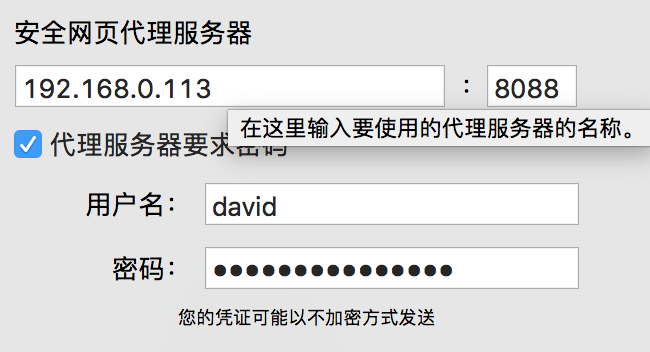 安全网页代理服务器
192.168.0.113 : 8088
在这里输入要使用的代理服务器的名称。
代理服务器要求密码
用户名：
david
密码： ●●●●●●●●●●●●●●●
您的凭证可能以不加密方式发送